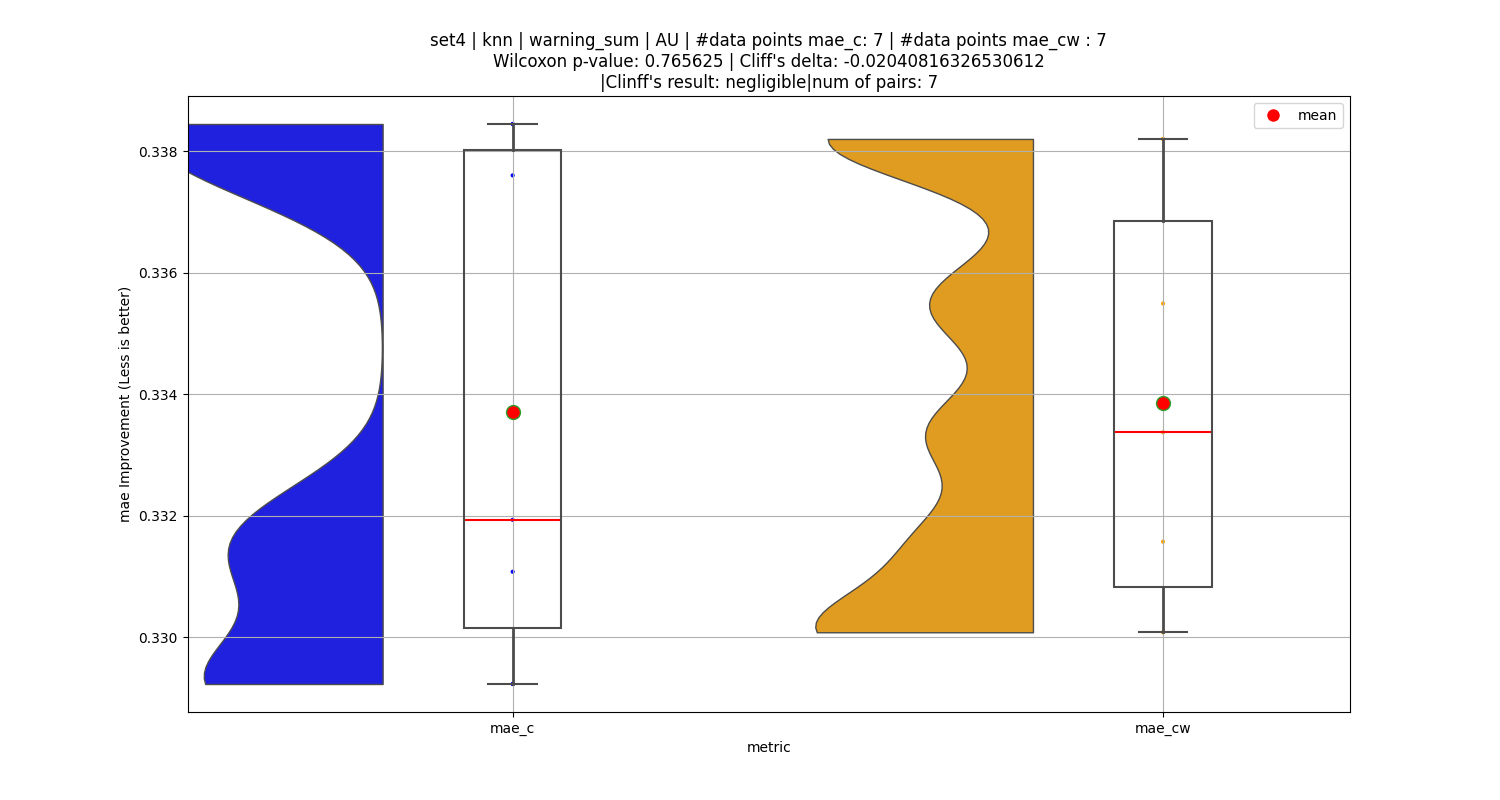 set4 | knn | warning_sum | AU | #data points mae_c: 7 | #data points mae_cw : 7
Wilcoxon p-value: 0.765625 | Cliff's delta: -0.02040816326530612
|Clinff's result: negligible|num of pairs: 7
mean
mae Improvement (Less is better)
0.338
0.336
0.334
0.332
0.330
mae_c
mae_cw
metric